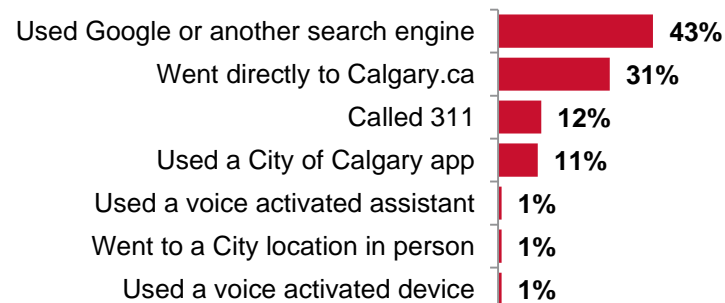 Used Google or another search engine 43%
Went directly to Calgary.ca 31%
Called 311 12%
Used a City of Calgary app 11%
Used a voice activated assistant 1%
Went to a City location in person 1%
Used a voice activated device 1%